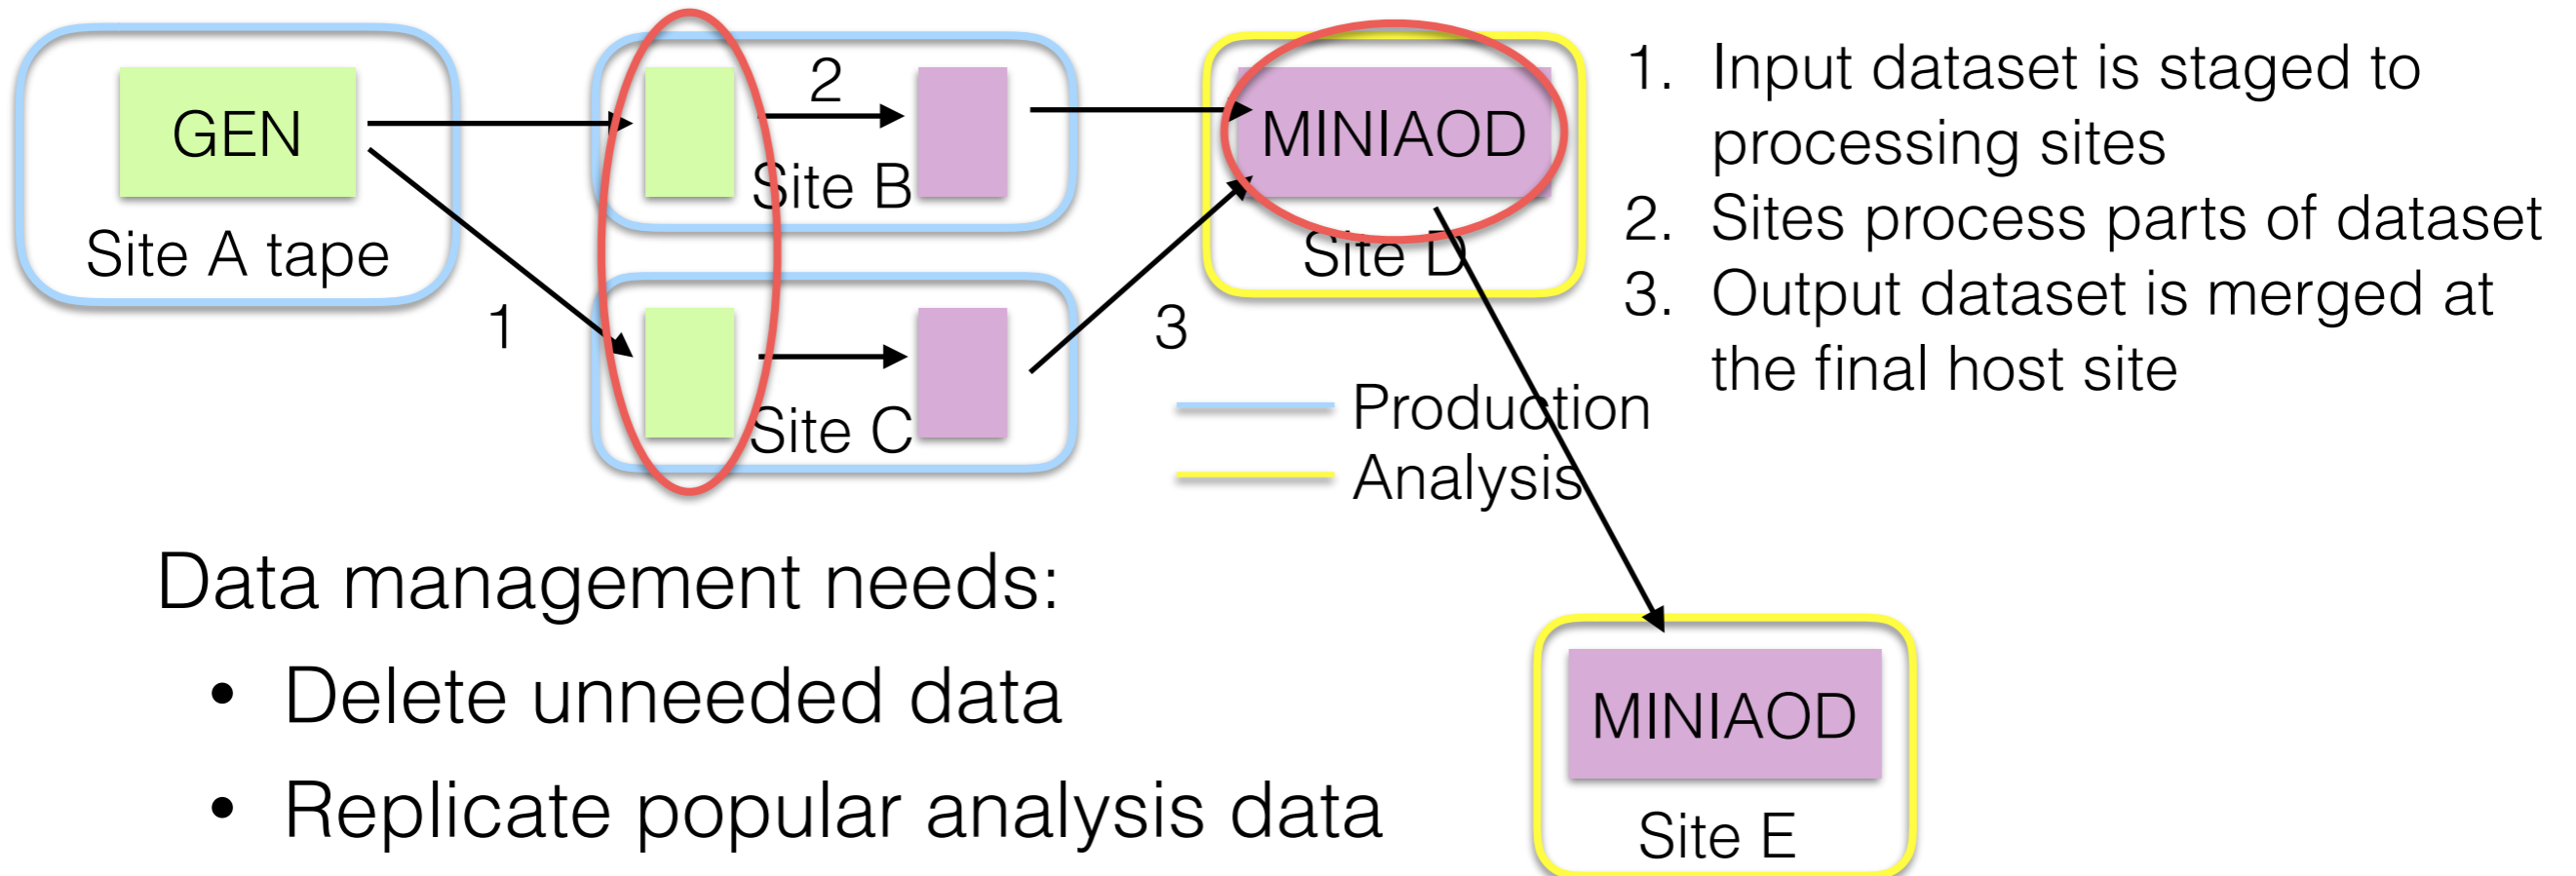 GEN
Site A tape
1
2
Site B
Site C
3
MINIAOD
Site D
Production
Analysis
1. Input dataset is staged to
processing sites
2. Sites process parts of dataset
3. Output dataset is merged at
the final host site
Data management needs:
• Delete unneeded data
• Replicate popular analysis data
MINIAOD
Site E